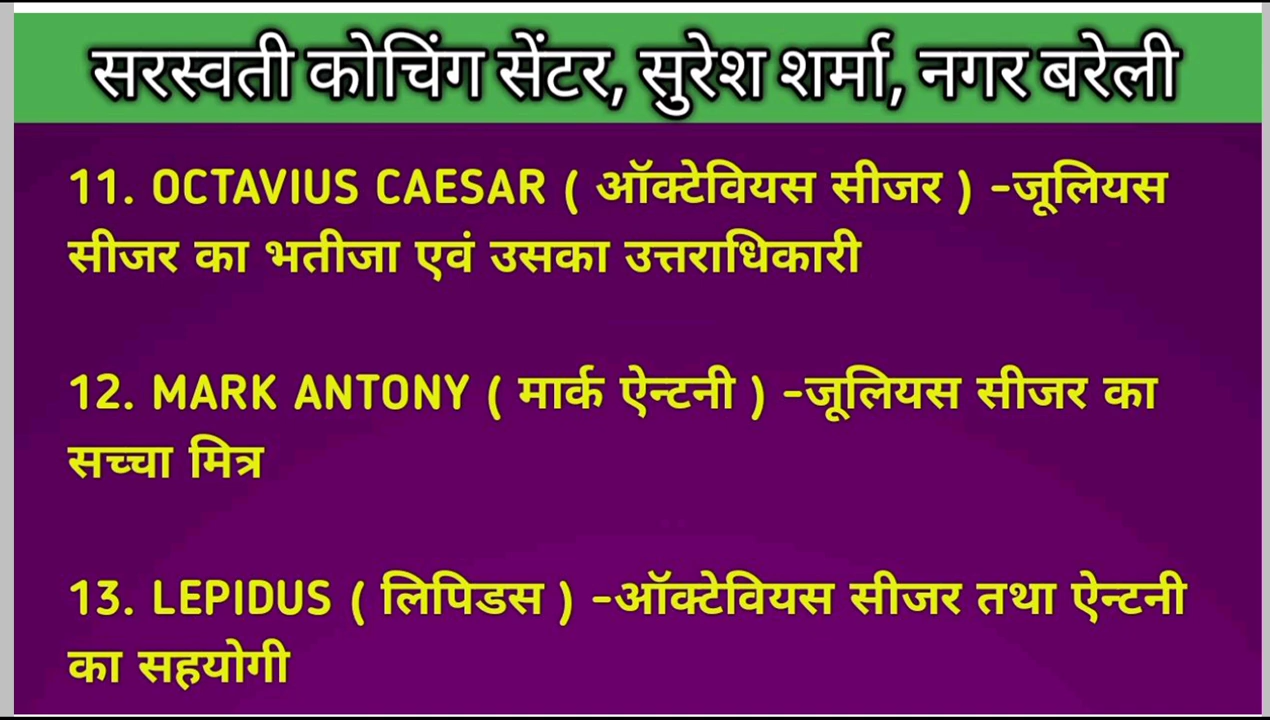 सरस्वती कोचिंग सेंटर, सुरेश शर्मा, नगर बरेली
11. OCTAVIUS CAESAR ( ऑक्टेवियस सीजर ) -जूलियस
सीजर का भतीजा एवं उसका उत्तराधिकारी
12. MARK ANTONY ( मार्क ऐन्टनी ) -जूलियस सीजर का
सच्चा मित्र
13. LEPIDUS ( लिपिडस ) -ऑक्टेवियस सीजर तथा ऐन्टनी
का सहयोगी